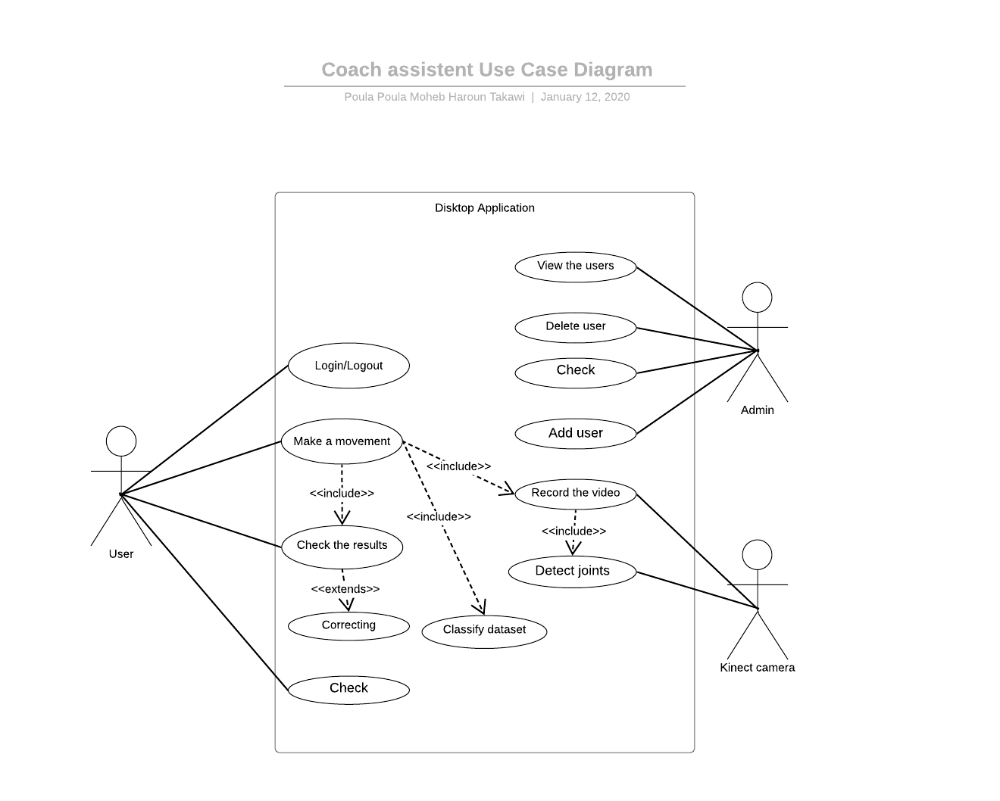 Coach assistent Use Case Diagram
Poula Poula Moheb Haroun Takawi | January 12, 2020
Disktop Application
View the users
Delete user
Login/Logout
Check
Admin
Make a movement
Add user
<<include>>
<<include>>
Record the video
<<include>>
<<include>>
Check the results
User
Detect joints
<<extends>>
Correcting
Classify dataset
Kinect camera
Check